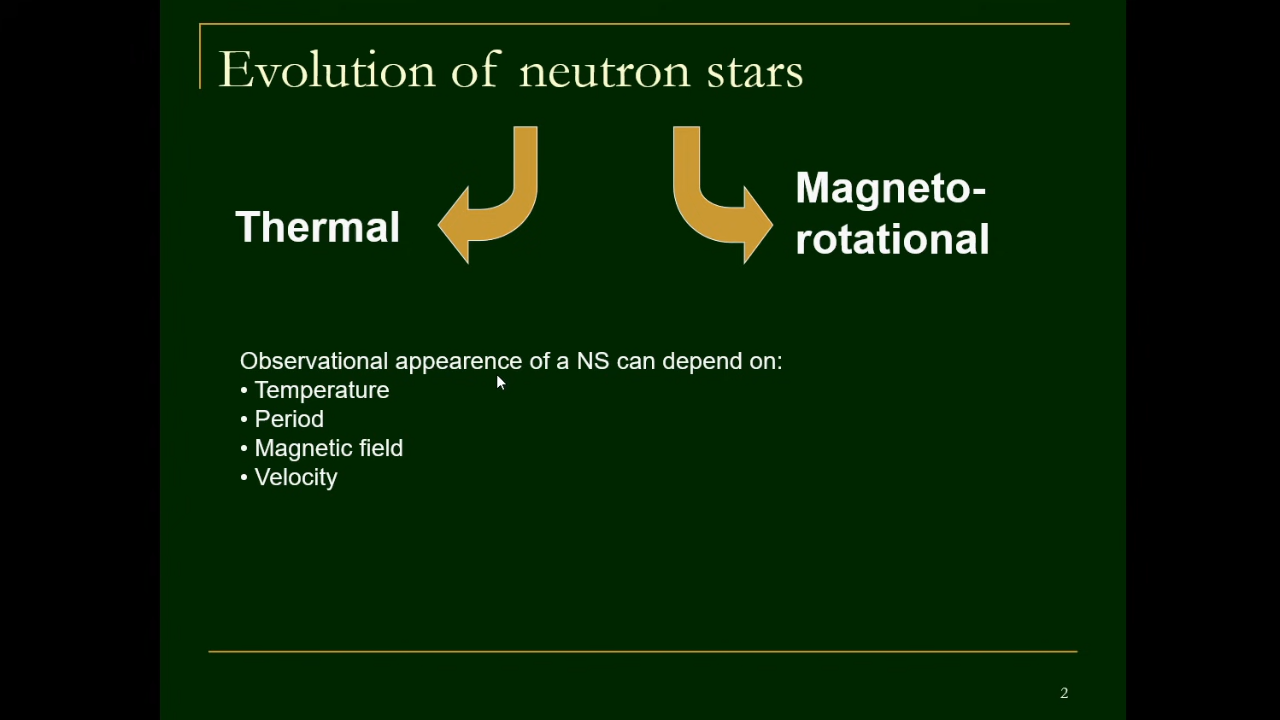 Evolution of neutron stars
Thermal
Magneto-
rotational
Observational appearence of a NS can depend on:
• Temperature
• Period
• Magnetic field
• Velocity
2